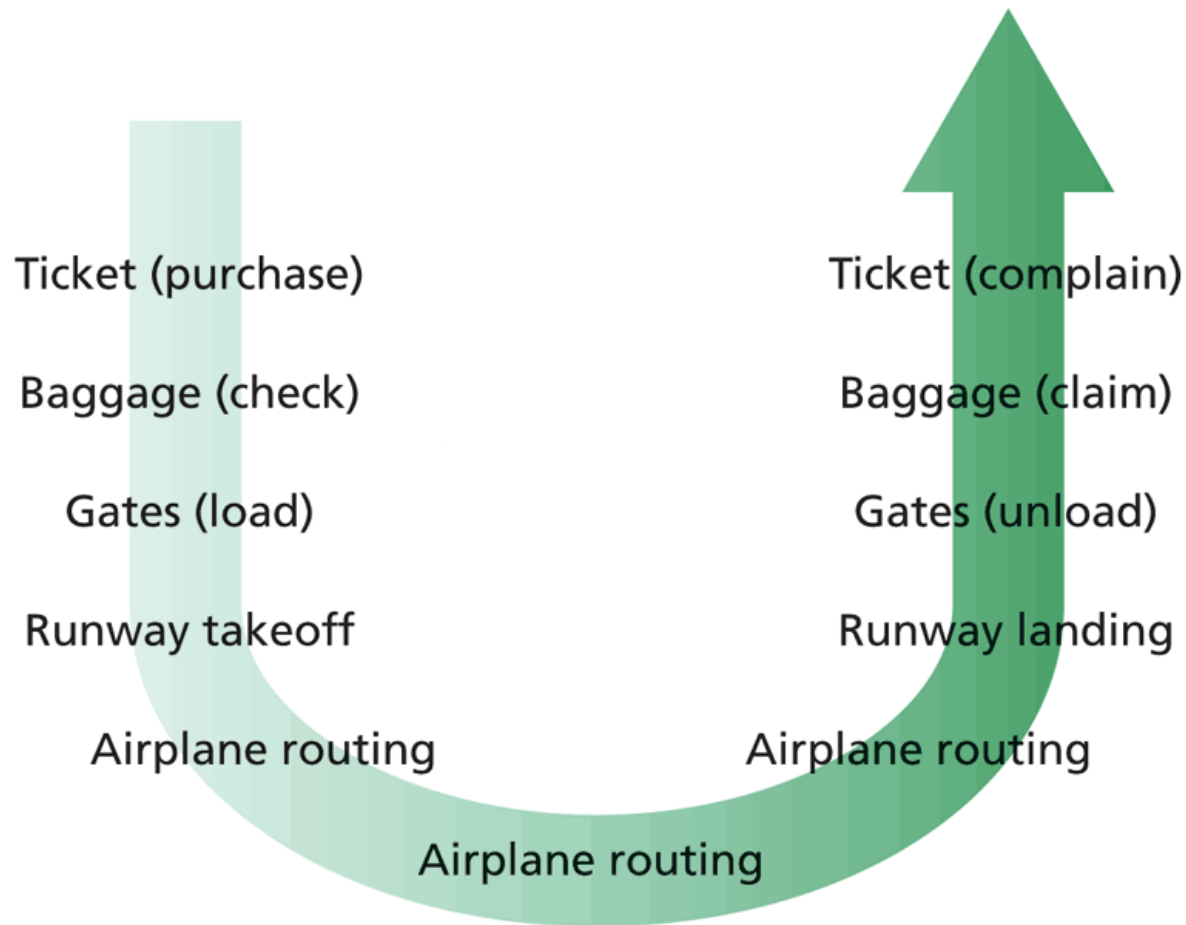 Ticket (purchase)
Baggage (check)
Gates (load)
Runway takeoff
Airplane routing
Airplane routing
Airplane routing
Runway landing
Gates (unload)
Baggage (claim)
Ticket (complain)